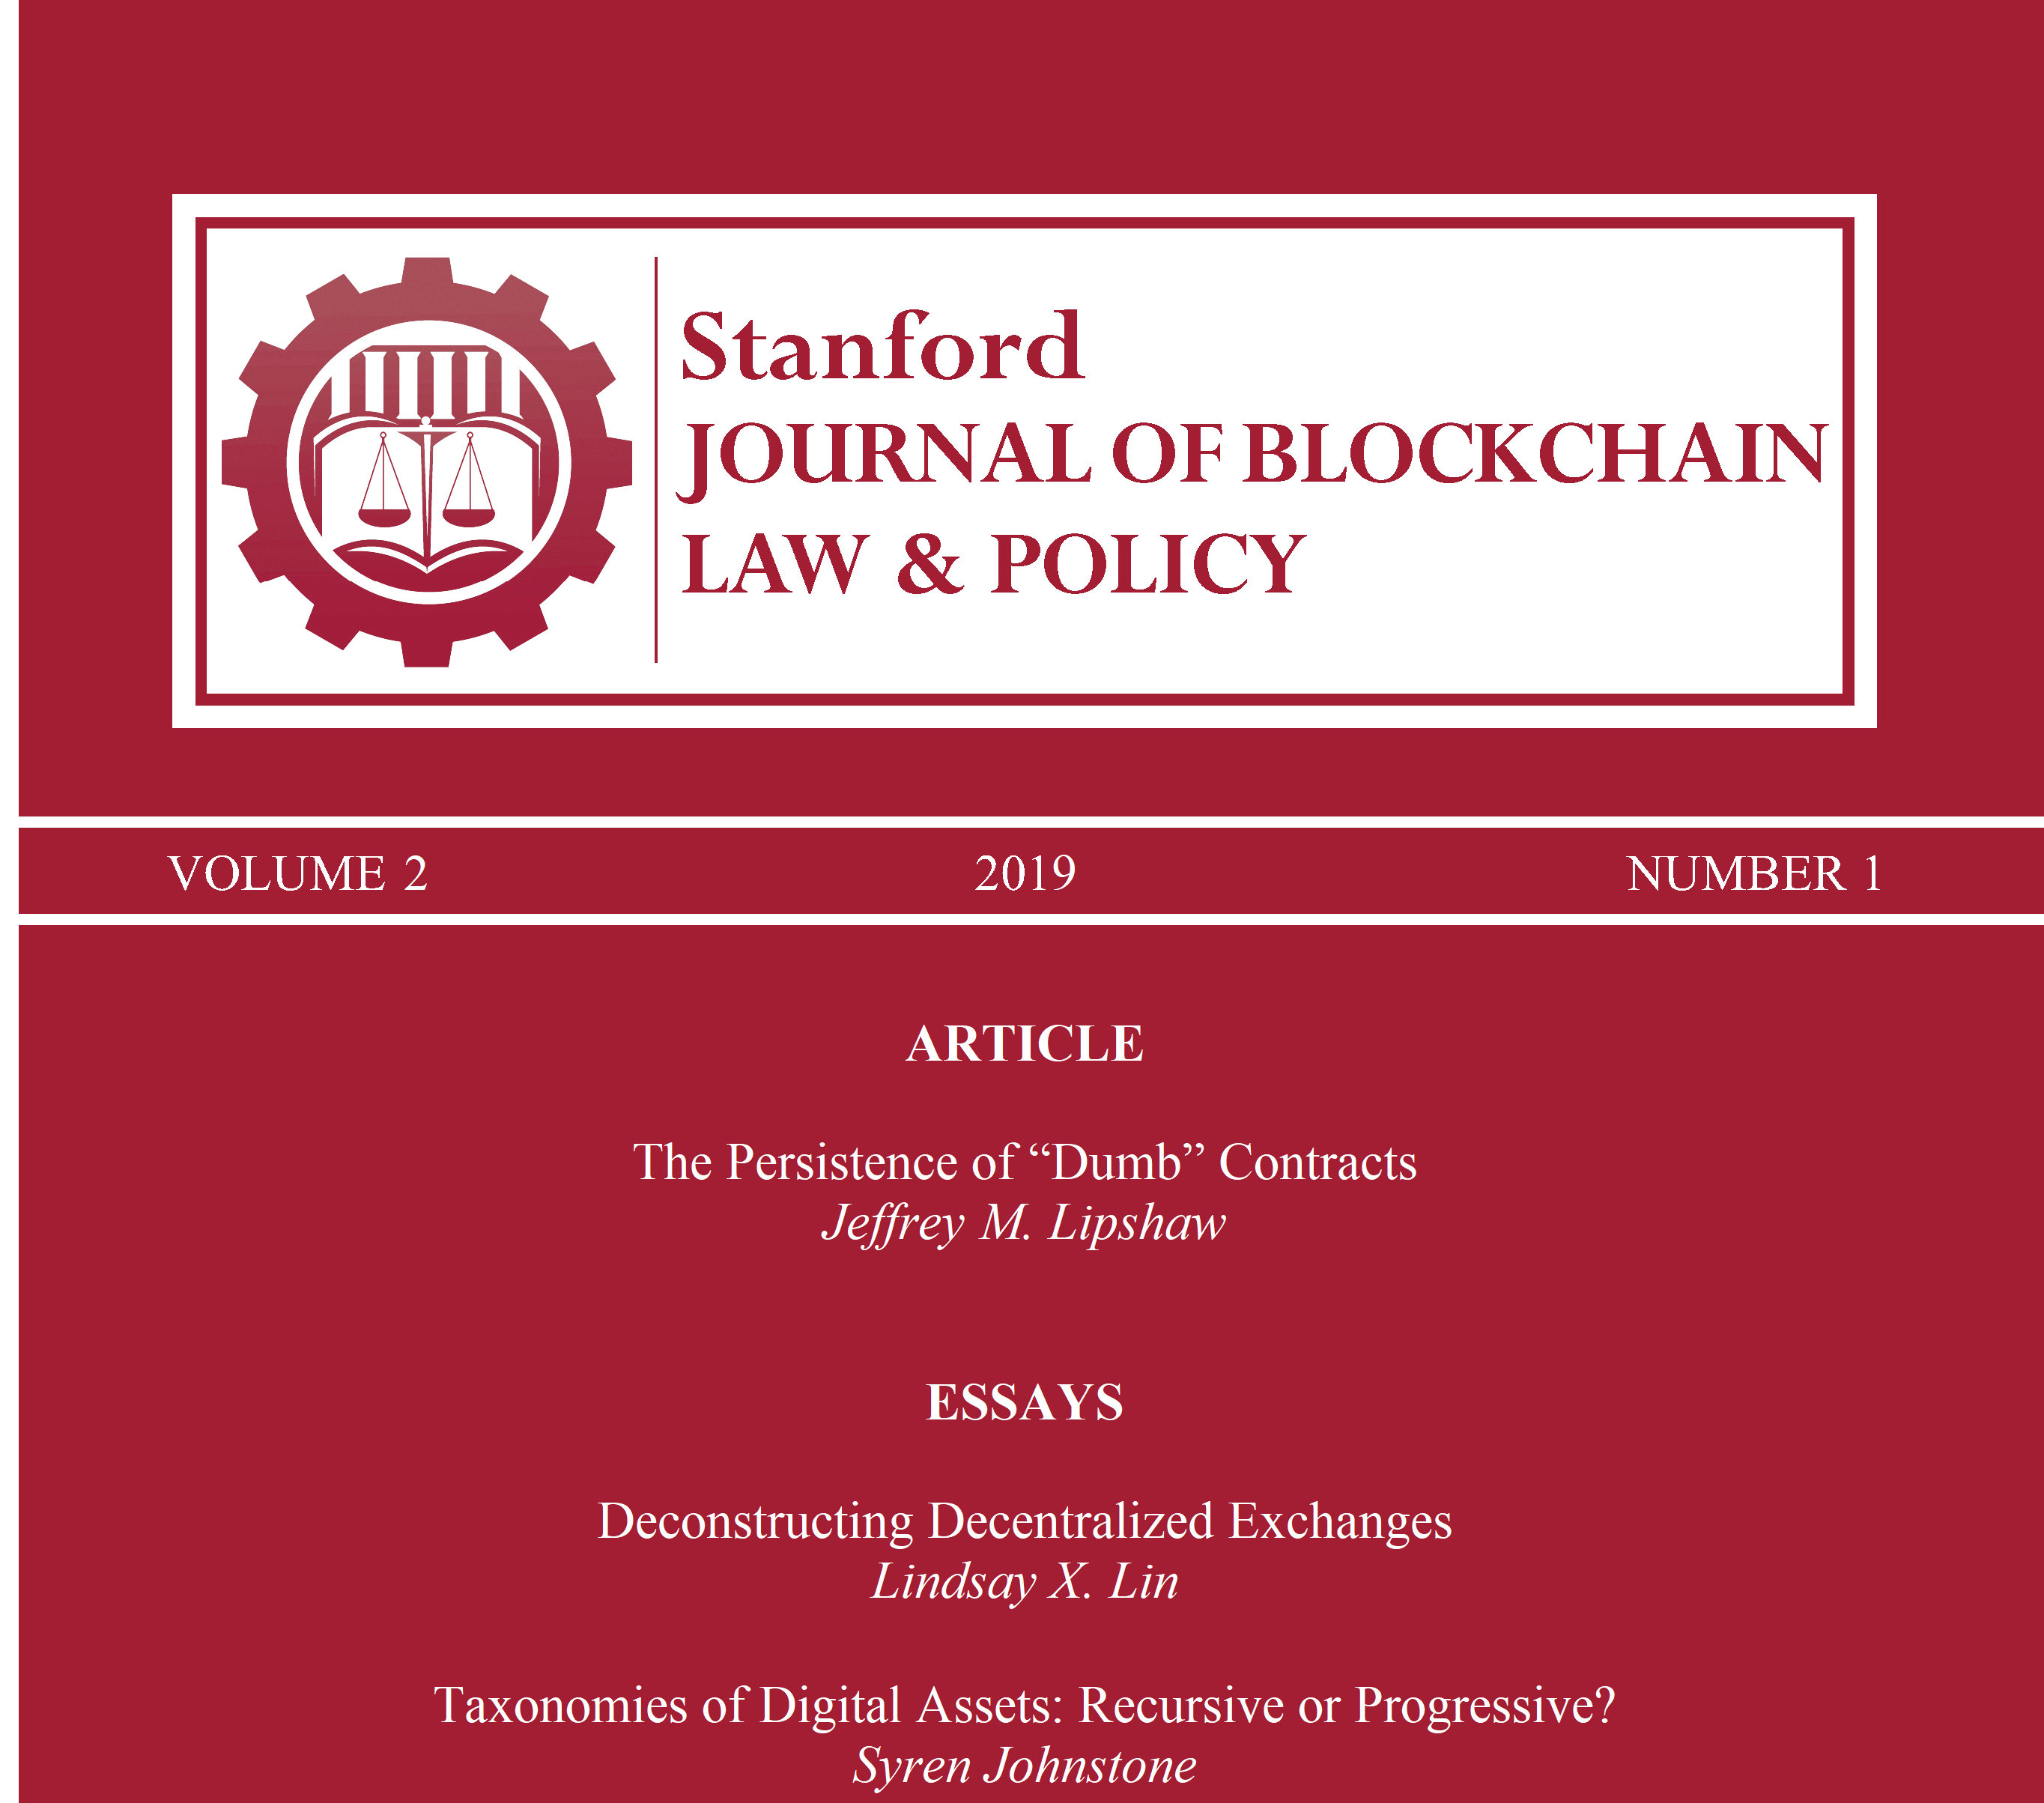 Stanford
JOURNAL OF BLOCKCHAIN
LAW & POLICY
VOLUME 2 2019 NUMBER 1
ARTICLE
The Persistence of “Dumb” Contracts
Jeffrey M. Lipshaw
ESSAYS
Deconstructing Decentralized Exchanges
Lindsay X. Lin
Taxonomies of Digital Assets: Recursive or Progressive?
Syren Johnstone